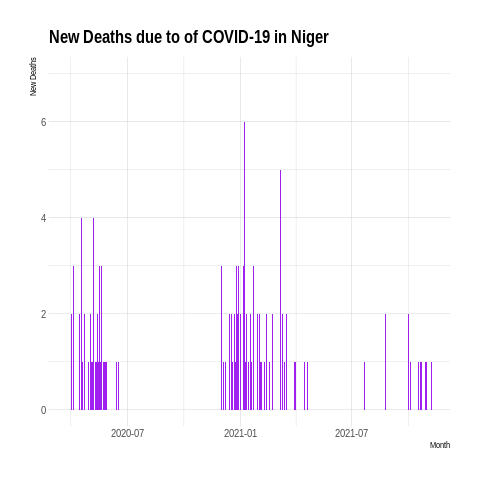 New Deaths due to of COVID-19 in Niger
New Deaths
6
4
2
0
2020-07
2021-01
2021-07
Month